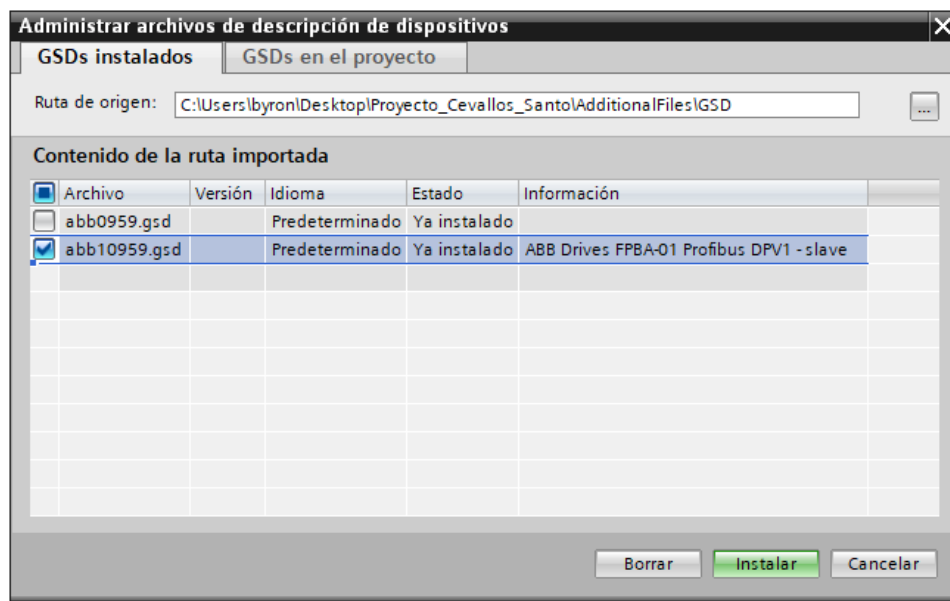 Administrar archivos de descripción de dispositivos
GSDs instalados GSDs en el proyecto
Ruta de origen: C:\Users\byron\Desktop\Proyecto_Cevallos_Santo\AdditionalFiles\GSD ...
Contenido de la ruta importada
Archivo Versión Idioma Estado Información
abb0959.gsd Predeterminado Ya instalado
abb10959.gsd Predeterminado Ya instalado ABB Drives FPBA-01 Profibus DPV1 - slave
Borrar Instalar Cancelar